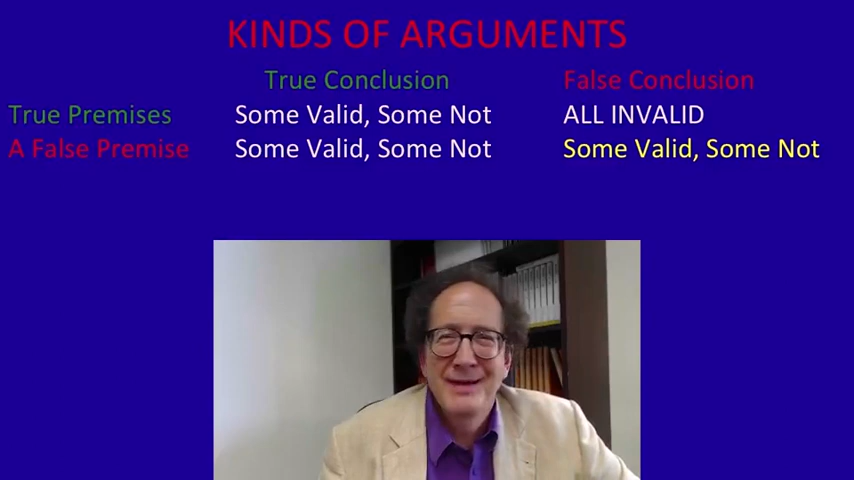 KINDS OF ARGUMENTS
True Conclusion False Conclusion
True Premises Some Valid, Some Not ALL INVALID
A False Premise Some Valid, Some Not Some Valid, Some Not